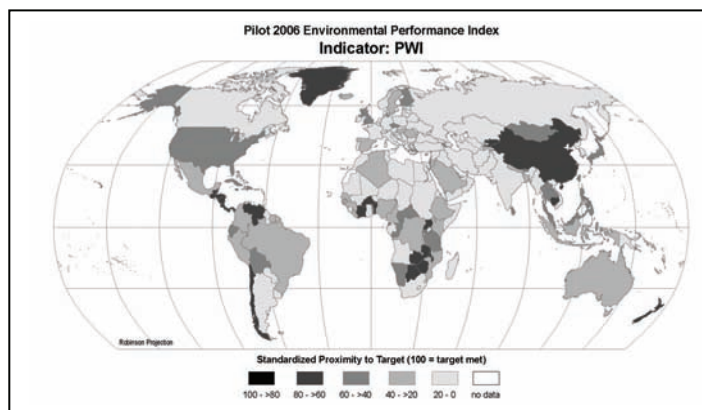 Pilot 2006 Environmental Performance Index
Indicator: PWI
Robinson Projection
Standardized Proximity to Target (100 = target met)
100 - >80 80 - >60 60 - >40 40 - >20 20 - 0 no data